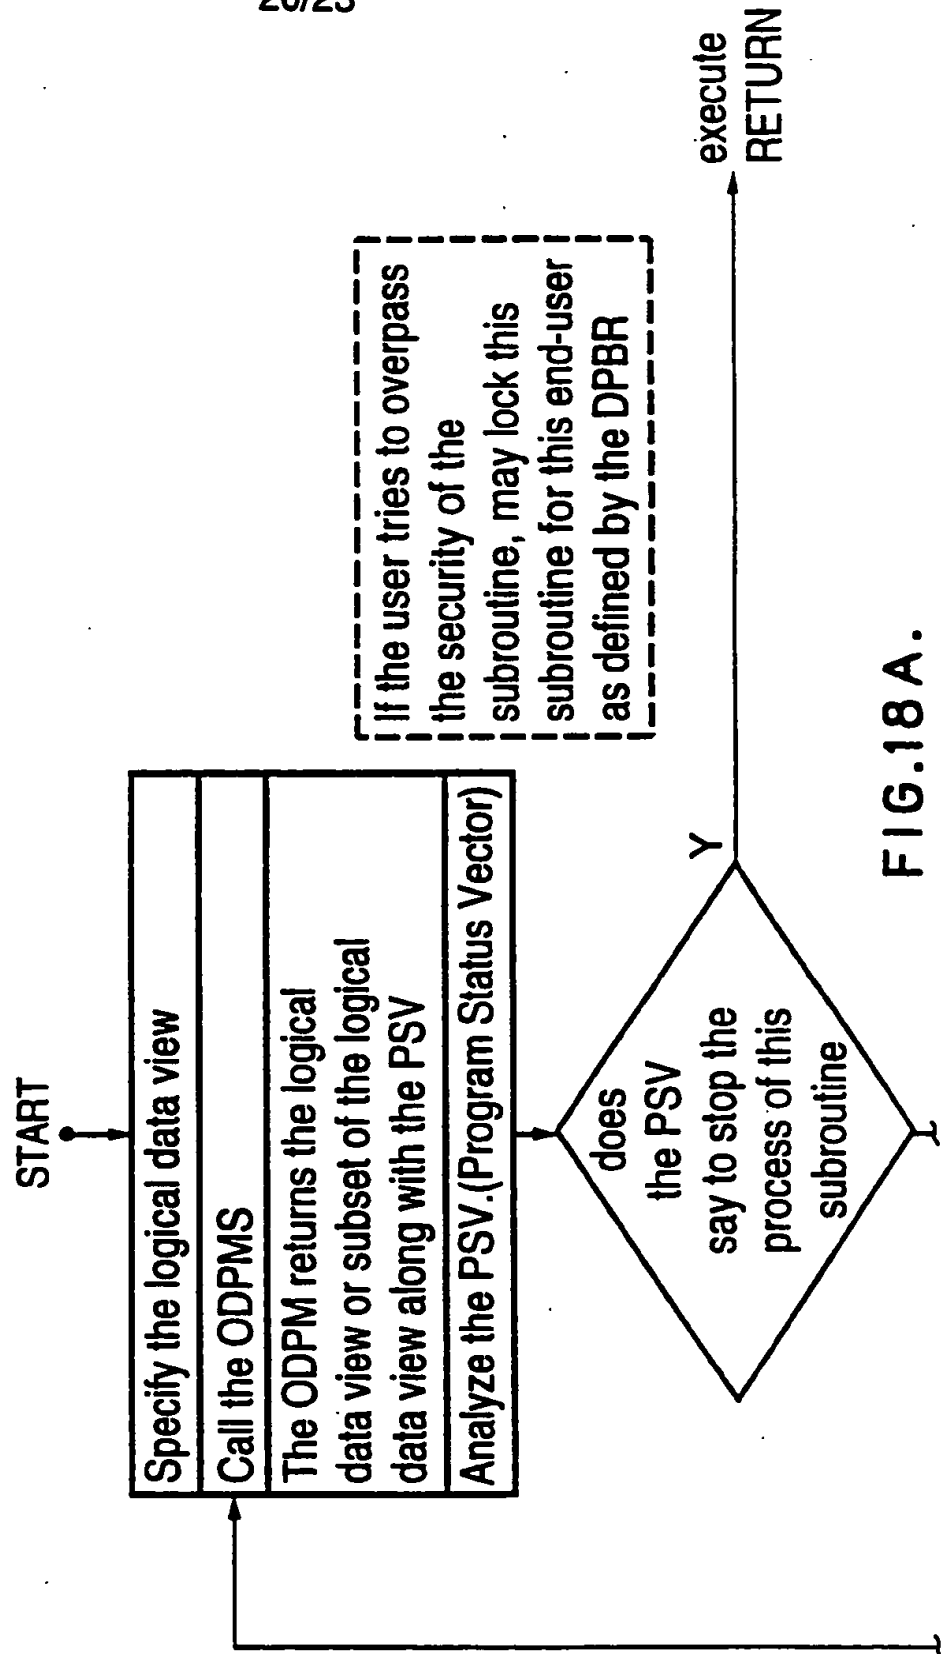 20/23
START
Specify the logical data view
Call the ODPMS
The ODPM returns the logical
data view or subset of the logical
data view along with the PSV
Analyze the PSV.(Program Status Vector)
does
the PSV
say to stop the
process of this
subroutine
Y
If the user tries to overpass
the security of the
subroutine, may lock this
subroutine for this end-user
as defined by the DPBR
execute
RETURN
FIG.18A.